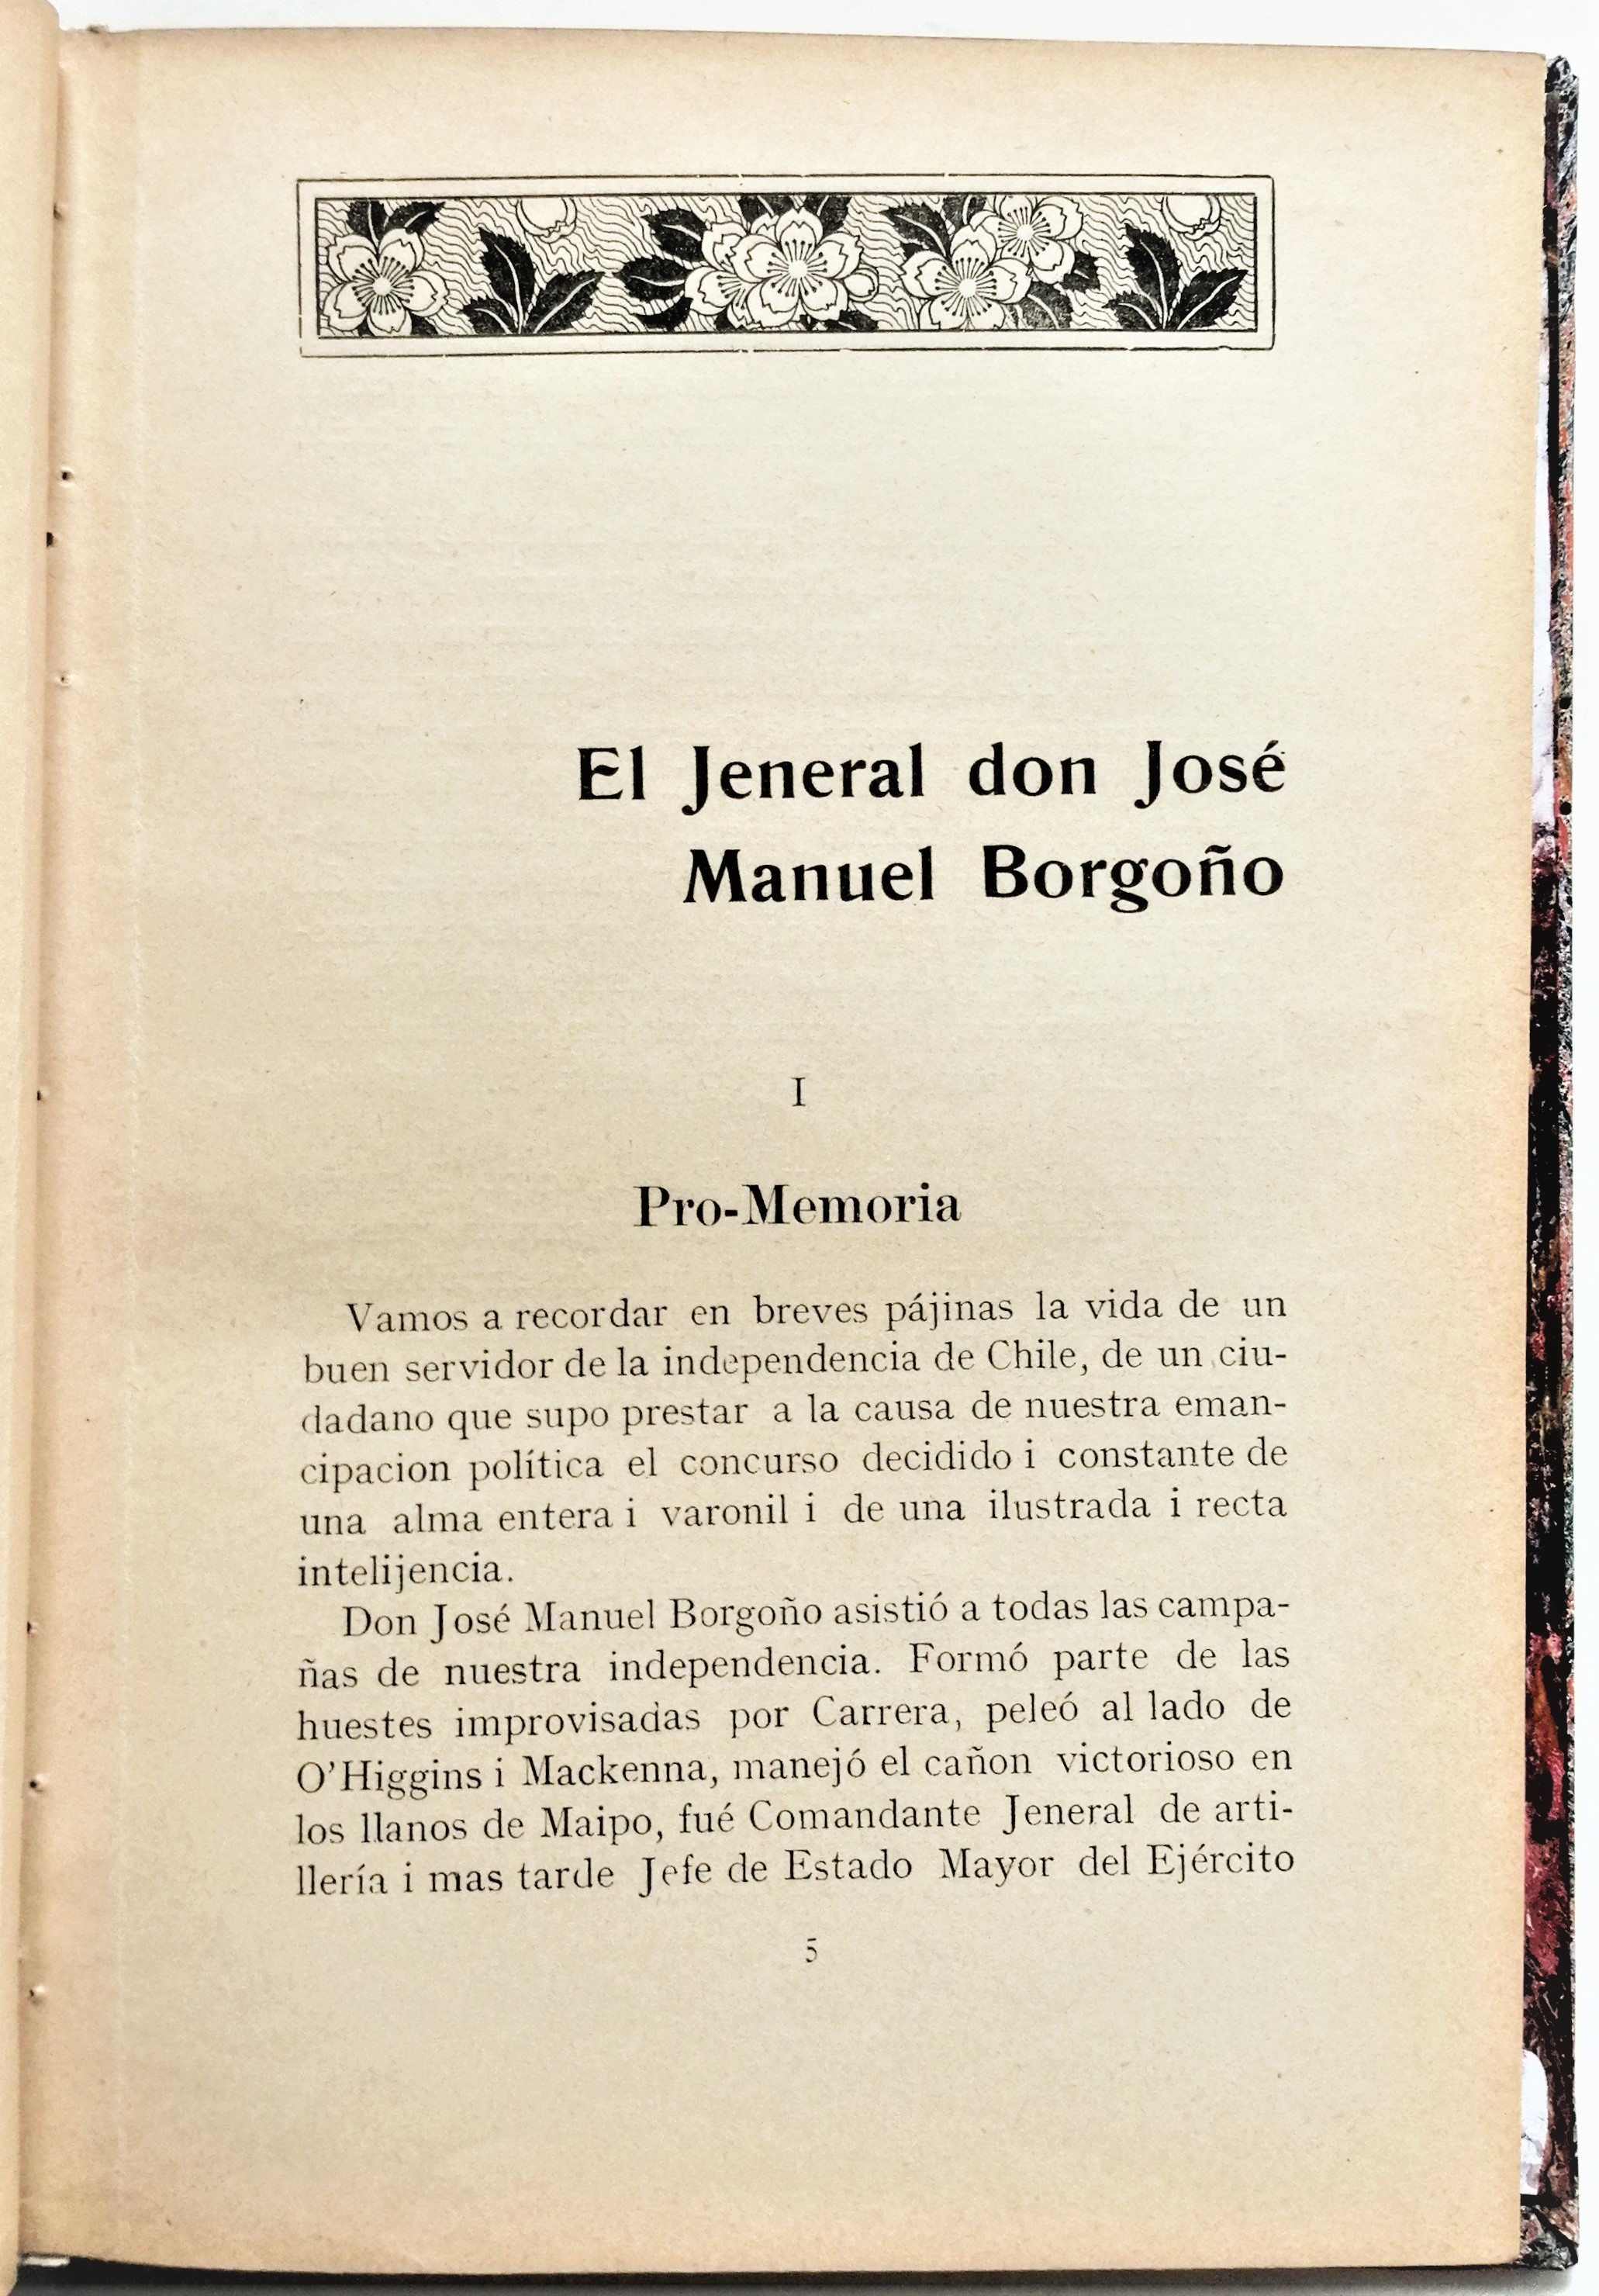 El Jeneral don José
Manuel Borgoño
I
Pro-Memoria
Vamos a recordar en breves pájinas la vida de un
buen servidor de la independencia de Chile, de un ciu-
dadano que supo prestar a la causa de nuestra eman-
cipacion política el concurso decidido i constante de
una alma entera i varonil i de una ilustrada i recta
intelijencia.
Don José Manuel Borgoño asistió a todas las campa-
ñas de nuestra independencia. Formó parte de las
huestes improvisadas por Carrera, peleó al lado de
O'Higgins i Mackenna, manejó el cañon victorioso en
los llanos de Maipo, fué Comandante Jeneral de arti-
llería i mas tarde Jefe de Estado Mayor del Ejército
5